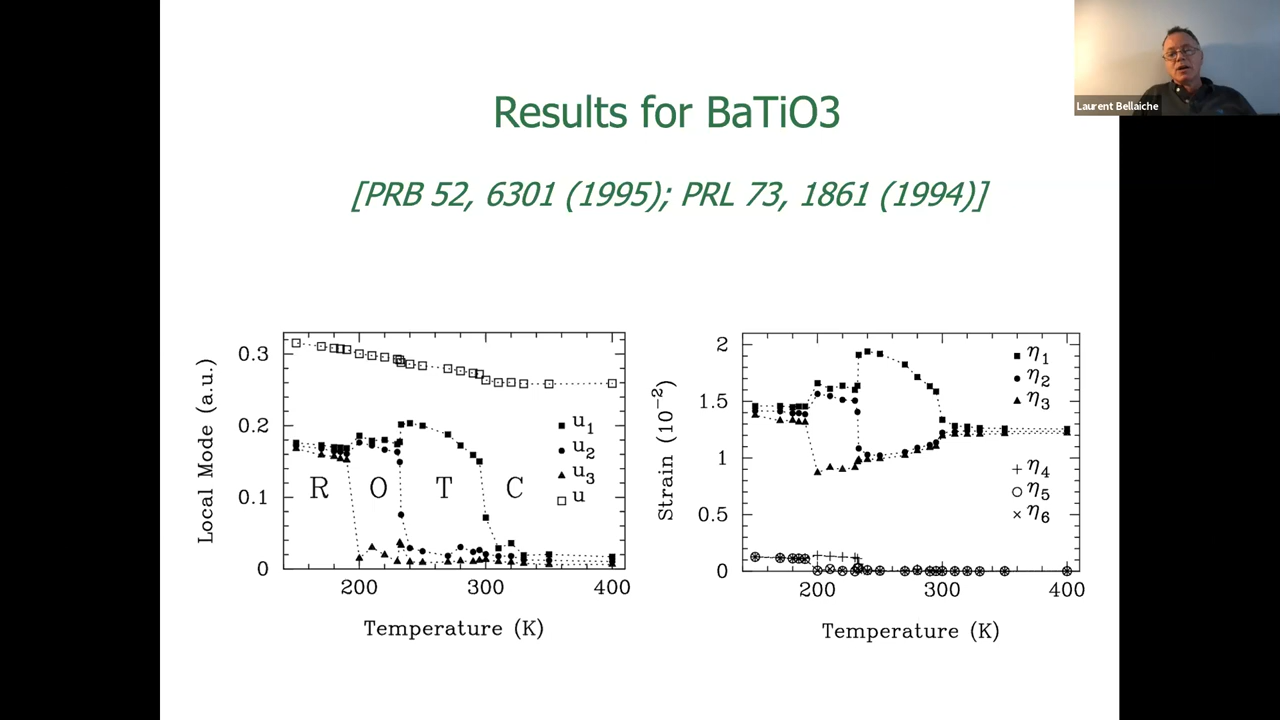 Laurent Bellaiche
Results for BaTiO3
[PRB 52, 6301 (1995); PRL 73, 1861 (1994)]
Local Mode (a.u.)
0.3
0.2
0.1
0
u1
u2
u3
u
R O T C
200 300 400
Temperature (K)
Strain (10⁻²)
2
1.5
1
0.5
0
η1
η2
η3
η4
η5
η6
200 300 400
Temperature (K)